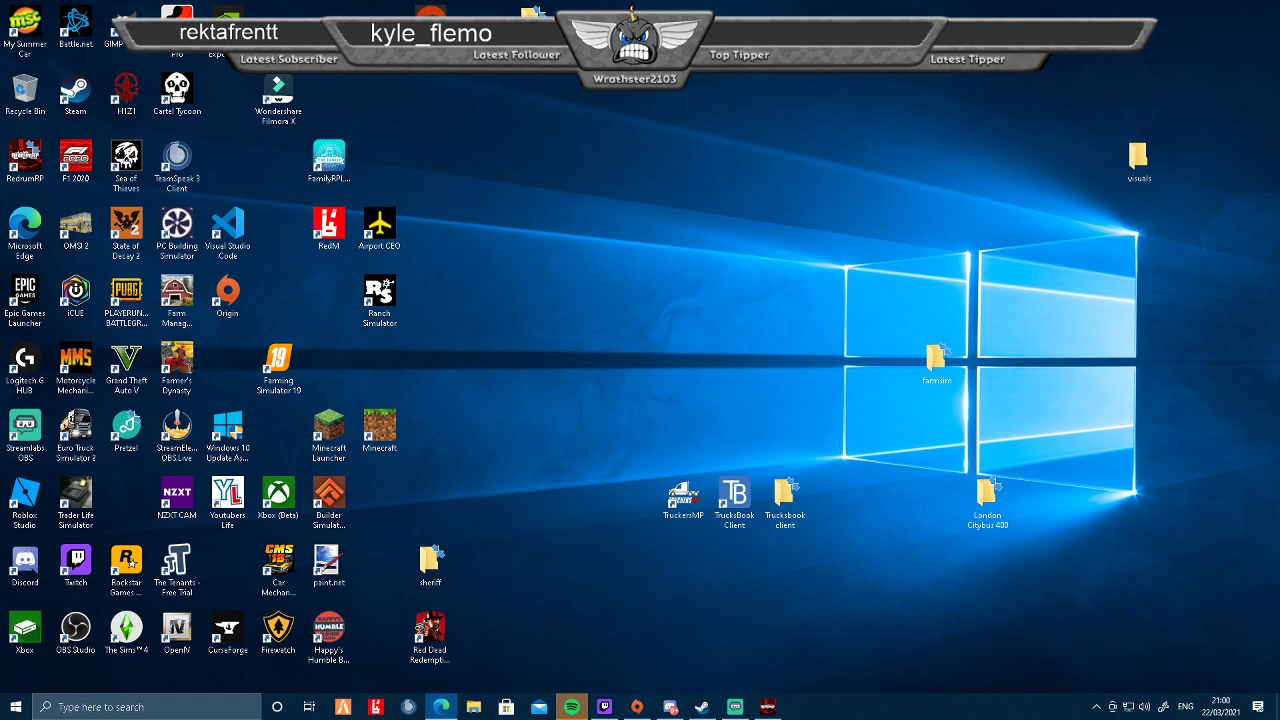 rektafrentt
kyle_flemo
Latest Subscriber
Latest Follower
Top Tipper
Latest Tipper
Wrathster2103
My Summer
Battle.net
GIMP
Pro
Recycle Bin
Steam
H1Z1
Cartel Tycoon
Wondershare
Filmora X
RedrumRP
F1 2020
Sea of
Thieves
TeamSpeak 3
Client
FamilyRPL...
visuals
Microsoft
Edge
OMSI 2
State of
Decay 2
PC Building
Simulator
Visual Studio
Code
RedM
Airport CEO
Epic Games
Launcher
iCUE
PLAYERUN...
BATTLEGR...
Farm
Manag...
Origin
Ranch
Simulator
Logitech G
HUB
Motorcycle
Mechani...
Grand Theft
Auto V
Farmer's
Dynasty
Farming
Simulator 19
farmsim
Streamlabs
OBS
Euro Truck
Simulator 2
Pretzel
StreamEle...
OBS.Live
Windows 10
Update As...
Minecraft
Launcher
Minecraft
Roblox
Studio
Trader Life
Simulator
NZXT CAM
Youtubers
Life
Xbox (Beta)
Builder
Simulat...
TruckersMP
TrucksBook
Client
Trucksbook
client
London
Citybus 400
Discord
Twitch
Rockstar
Games ...
The Tenants -
Free Trial
Car
Mechan...
paint.net
sheriff
Xbox
OBS Studio
The Sims™ 4
OpenIV
CurseForge
Firewatch
Happy's
Humble B...
Red Dead
Redempti...
Type here to search
ENG
21:00
22/03/2021